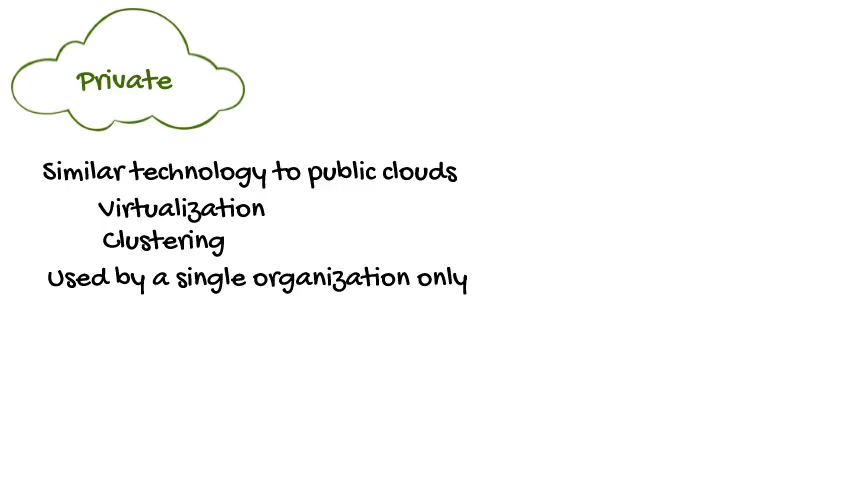 Private
Similar technology to public clouds
Virtualization
Clustering
Used by a single organization only